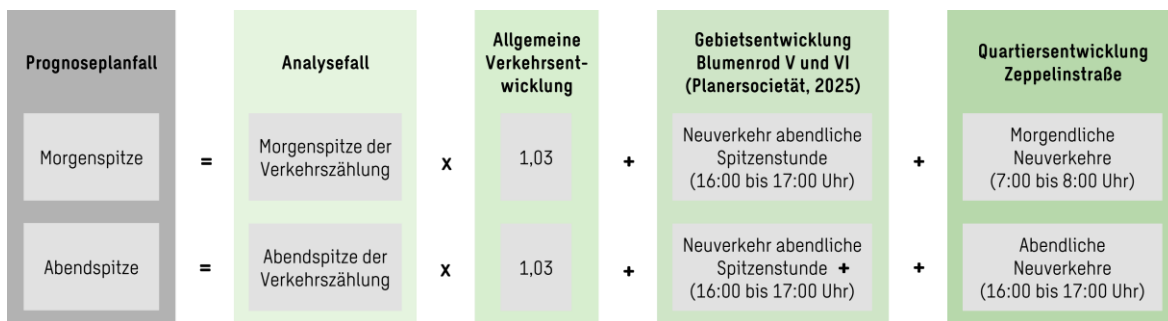 Prognoseplanfall
Analysefall
Allgemeine
Verkehrsent-
wicklung
Gebietsentwicklung
Blumenrod V und VI
(Planersocietät, 2025)
Quartiersentwicklung
Zeppelinstraße
Morgenspitze
=
Morgenspitze der
Verkehrszählung
x
1,03
+
Neuverkehr abendliche
Spitzenstunde
(16:00 bis 17:00 Uhr)
+
Morgendliche
Neuverkehre
(7:00 bis 8:00 Uhr)
Abendspitze
=
Abendspitze der
Verkehrszählung
x
1,03
+
Neuverkehr abendliche
Spitzenstunde +
(16:00 bis 17:00 Uhr)
+
Abendliche
Neuverkehre
(16:00 bis 17:00 Uhr)